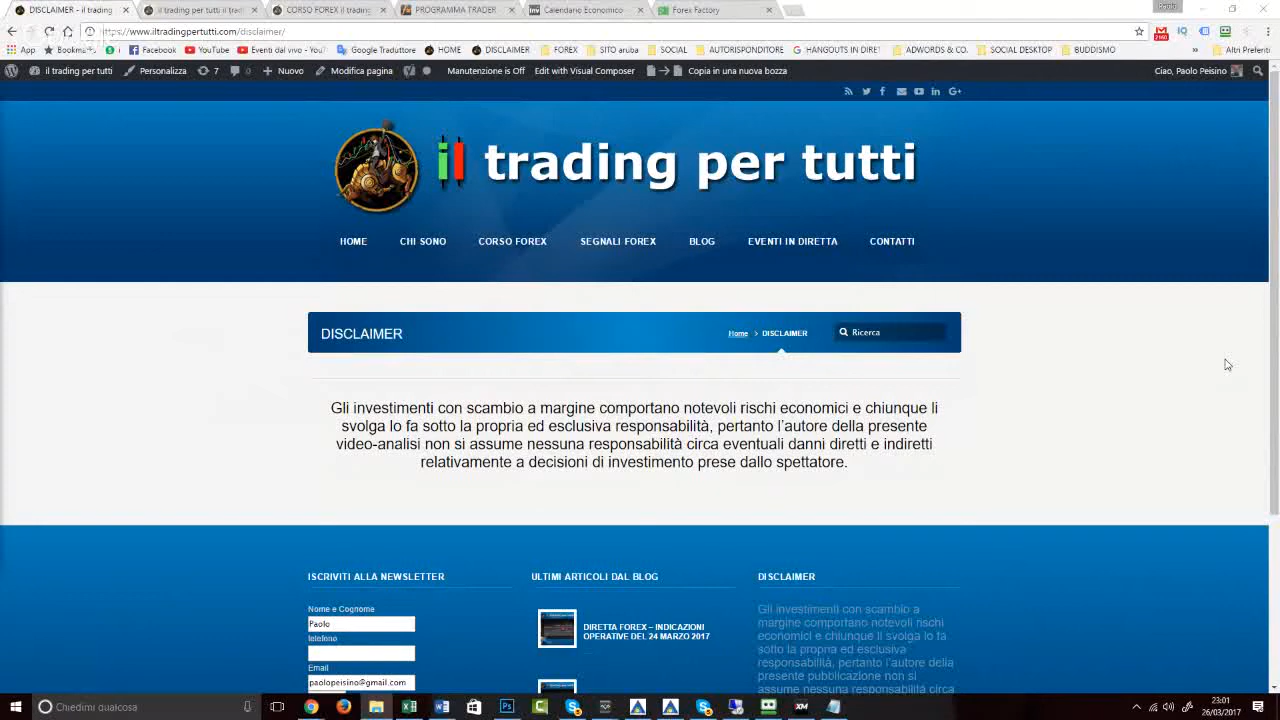 DISCLAIMER - il trading
il trading per tutti il tr
CORSO FOREX
PROGRAMMA TRADER
Calendario Economico
Forex Factory
https://www.iltradingpertutti.com/disclaimer/
App
Bookmarks
Facebook
YouTube
Google Traduttore
HOME
DISCLAIMER
FOREX
SITO aruba
SOCIAL
AUTORISPONDITORE
HANGOUTS IN DIRET
ADWORDS & CO.
SOCIAL DESKTOP
BUDDISMO
Altri Preferiti
il trading per tutti
Personalizza
7
0
Nuovo
Manutenzione is Off
Edit with Visual Composer
Copia in una nuova bozza
Ciao, Paolo Peisino
il trading per tutti
HOME
CHI SONO
CORSO FOREX
SEGNALI FOREX
BLOG
EVENTI IN DIRETTA
CONTATTI
DISCLAIMER
Home > DISCLAIMER
Ricerca
Gli investimenti con scambio a margine comportano notevoli rischi economici e chiunque li
svolga lo fa sotto la propria ed esclusiva responsabilità, pertanto l'autore della presente
video-analisi non si assume nessuna responsabilità circa eventuali danni diretti e indiretti
relativamente a decisioni di investimento prese dallo spettatore.
ISCRIVITI ALLA NEWSLETTER
Nome e Cognome
Paolo
telefono
Email
paolopeisino@gmail.com
ULTIMI ARTICOLI DAL BLOG
DIRETTA FOREX – INDICAZIONI
OPERATIVE DEL 24 MARZO 2017
DISCLAIMER
Gli investimenti con scambio a
margine comportano notevoli rischi
economici e chiunque li svolga lo fa
sotto la propria ed esclusiva
responsabilità, pertanto l'autore della
presente pubblicazione non si
assume nessuna responsabilità circa
Chiedimi qualcosa
23:01
26/03/2017